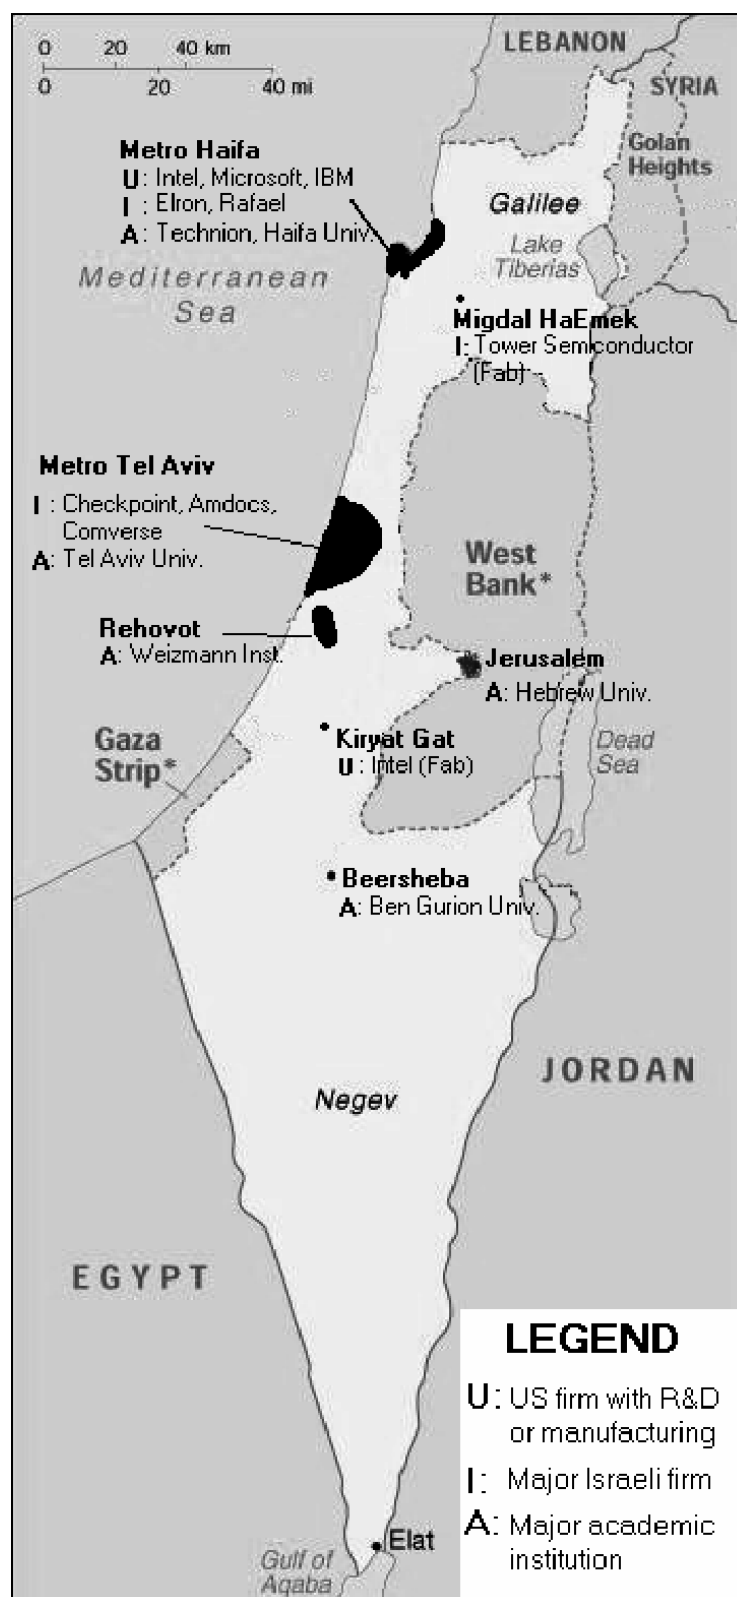 LEBANON
0 20 40 km
0 20 40 mi
SYRIA
Golan
Heights
Metro Haifa
U: Intel, Microsoft, IBM
I : Elron, Rafael
A: Technion, Haifa Univ.
Galilee
Lake
Tiberias
Mediterranean
Sea
Migdal HaEmek
I: Tower Semiconductor
(Fab)
Metro Tel Aviv
I : Checkpoint, Amdocs,
Comverse
A: Tel Aviv Univ.
West
Bank*
Rehovot
A: Weizmann Inst.
Jerusalem
A: Hebrew Univ.
Gaza
Strip*
Kiryat Gat
U: Intel (Fab)
Dead
Sea
Beersheba
A: Ben Gurion Univ.
JORDAN
Negev
EGYPT
LEGEND
U: US firm with R&D
or manufacturing
I: Major Israeli firm
A: Major academic
institution
Elat
Gulf of
Aqaba